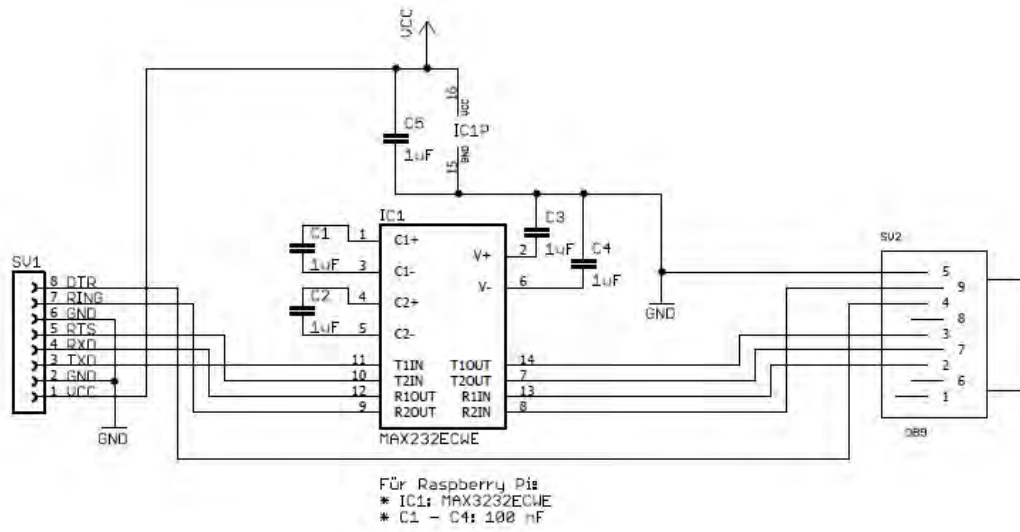 VCC
16
VCC
C5
1uF
IC1P
15
GND
IC1
C1
1uF
1 C1+
3 C1-
C2
1uF
4 C2+
5 C2-
C3
1uF
V+ 2
C4
1uF
V- 6
GND
SV1
8 DTR
7 RING
6 GND
5 RTS
4 RXD
3 TXD
2 GND
1 VCC
GND
11 T1IN
10 T2IN
12 R1OUT
9 R2OUT
T1OUT 14
T2OUT 7
R1IN 13
R2IN 8
MAX232ECWE
SV2
5
9
4
8
3
7
2
6
1
DB9
Für Raspberry Pi:
* IC1: MAX3232ECWE
* C1 - C4: 100 nF